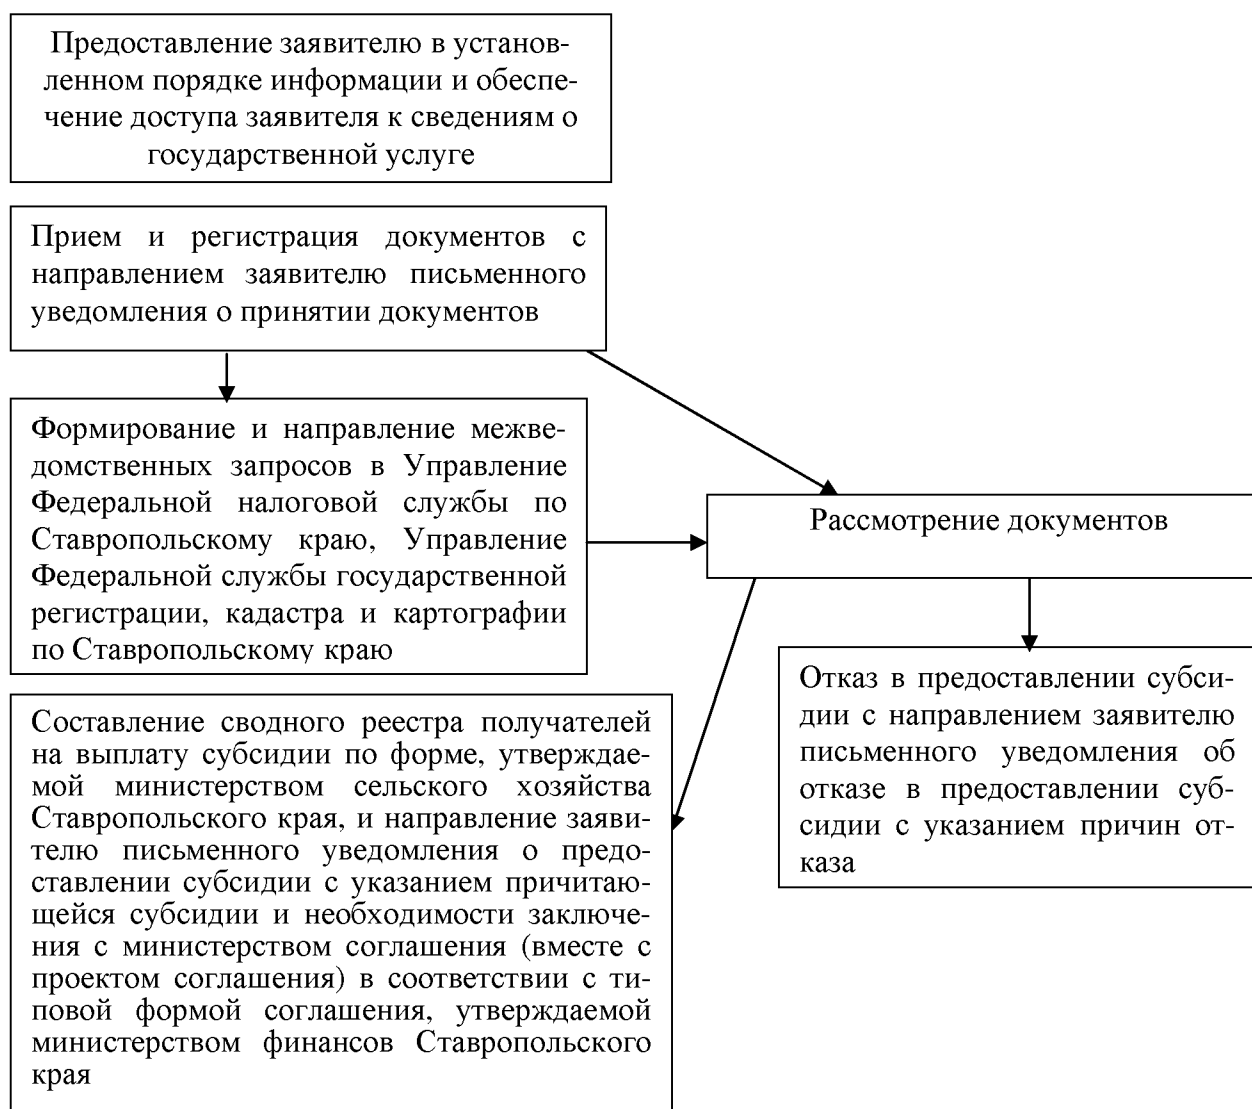 Предоставление заявителю в установ-
ленном порядке информации и обеспе-
чение доступа заявителя к сведениям о
государственной услуге
Прием и регистрация документов с
направлением заявителю письменного
уведомления о принятии документов
Формирование и направление межве-
домственных запросов в Управление
Федеральной налоговой службы по
Ставропольскому краю, Управление
Федеральной службы государственной
регистрации, кадастра и картографии
по Ставропольскому краю
Рассмотрение документов
Отказ в предоставлении субси-
дии с направлением заявителю
письменного уведомления об
отказе в предоставлении суб-
сидии с указанием причин от-
каза
Составление сводного реестра получателей
на выплату субсидии по форме, утверждае-
мой министерством сельского хозяйства
Ставропольского края, и направление заяви-
телю письменного уведомления о предо-
ставлении субсидии с указанием причитаю-
щейся субсидии и необходимости заключе-
ния с министерством соглашения (вместе с
проектом соглашения) в соответствии с ти-
повой формой соглашения, утверждаемой
министерством финансов Ставропольского
края